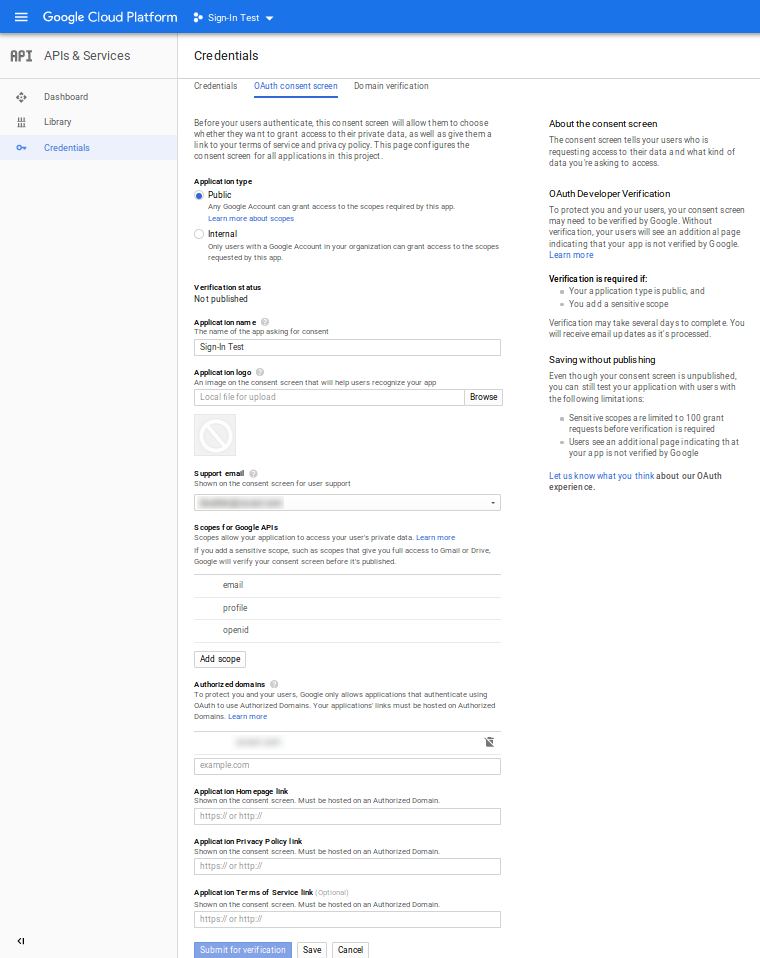 Google Cloud Platform
Sign-In Test
API
APIs & Services
Dashboard
Library
Credentials
Credentials
Credentials
OAuth consent screen
Domain verification
Before your users authenticate, this consent screen will allow them to choose
whether they want to grant access to their private data, as well as give them a
link to your terms of service and privacy policy. This page configures the
consent screen for all applications in this project.
Application type
Public
Any Google Account can grant access to the scopes required by this app.
Learn more about scopes
Internal
Only users with a Google Account in your organization can grant access to the scopes
requested by this app.
Verification status
Not published
Application name ?
The name of the app asking for consent
Sign-In Test
Application logo ?
An image on the consent screen that will help users recognize your app
Local file for upload
Browse
Support email ?
Shown on the consent screen for user support
Scopes for Google APIs
Scopes allow your application to access your user's private data. Learn more
If you add a sensitive scope, such as scopes that give you full access to Gmail or Drive,
Google will verify your consent screen before it's published.
email
profile
openid
Add scope
Authorized domains ?
To protect you and your users, Google only allows applications that authenticate using
OAuth to use Authorized Domains. Your applications' links must be hosted on Authorized
Domains. Learn more
example.com
Application Homepage link
Shown on the consent screen. Must be hosted on an Authorized Domain.
https:// or http://
Application Privacy Policy link
Shown on the consent screen. Must be hosted on an Authorized Domain.
https:// or http://
Application Terms of Service link (Optional)
Shown on the consent screen. Must be hosted on an Authorized Domain.
https:// or http://
Submit for verification
Save
Cancel
About the consent screen
The consent screen tells your users who is
requesting access to their data and what kind of
data you're asking to access.
OAuth Developer Verification
To protect you and your users, your consent screen
may need to be verified by Google. Without
verification, your users will see an additional page
indicating that your app is not verified by Google.
Learn more
Verification is required if:
Your application type is public, and
You add a sensitive scope
Verification may take several days to complete. You
will receive email updates as it's processed.
Saving without publishing
Even though your consent screen is unpublished,
you can still test your application with users with
the following limitations:
Sensitive scopes are limited to 100 grant
requests before verification is required
Users see an additional page indicating that
your app is not verified by Google
Let us know what you think about our OAuth
experience.